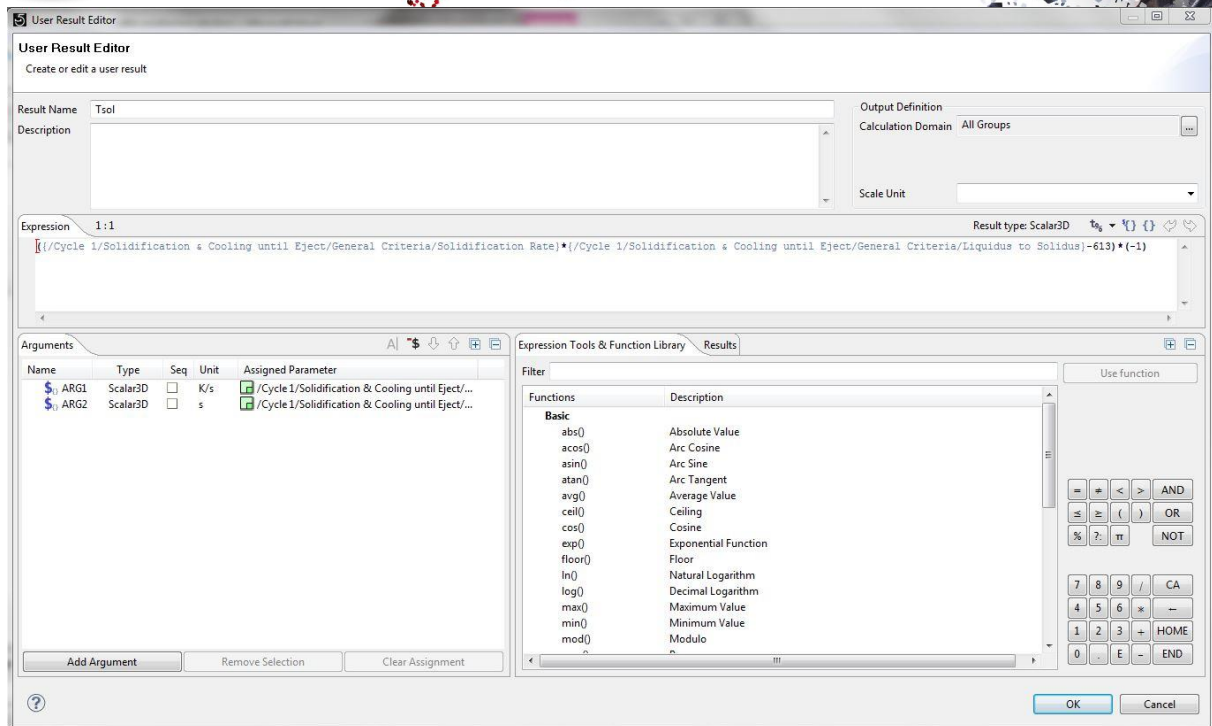 User Result Editor
User Result Editor
Create or edit a user result
Result Name Tsol
Description
Output Definition
Calculation Domain All Groups ...
Scale Unit
Expression 1:1 Result type: Scalar3D
({/Cycle 1/Solidification & Cooling until Eject/General Criteria/Solidification Rate}*{/Cycle 1/Solidification & Cooling until Eject/General Criteria/Liquidus to Solidus}-613)*(-1)
Arguments
Name Type Seq Unit Assigned Parameter
$ ARG1 Scalar3D K/s /Cycle 1/Solidification & Cooling until Eject/...
$ ARG2 Scalar3D s /Cycle 1/Solidification & Cooling until Eject/...
Add Argument Remove Selection Clear Assignment
Expression Tools & Function Library Results
Filter
Use function
Functions Description
Basic
abs() Absolute Value
acos() Arc Cosine
asin() Arc Sine
atan() Arc Tangent
avg() Average Value
ceil() Ceiling
cos() Cosine
exp() Exponential Function
floor() Floor
ln() Natural Logarithm
log() Decimal Logarithm
max() Maximum Value
min() Minimum Value
mod() Modulo
= ≠ < > AND
≤ ≥ ( ) OR
% ?: π NOT
7 8 9 / CA
4 5 6 * ←
1 2 3 + HOME
0 . E - END
? OK Cancel